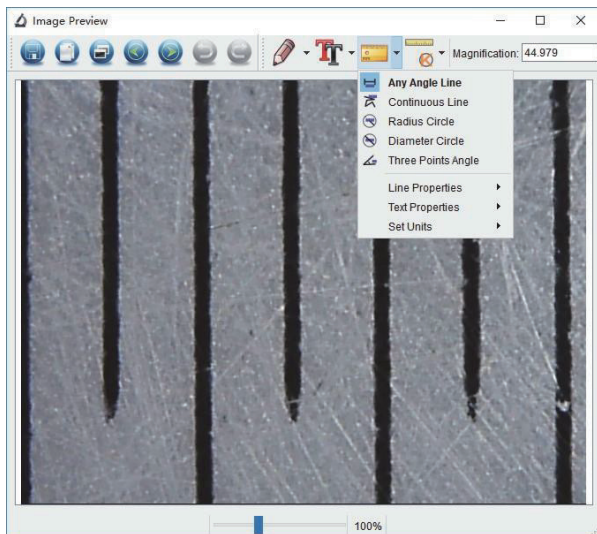 Image Preview
Magnification: 44.979
Any Angle Line
Continuous Line
Radius Circle
Diameter Circle
Three Points Angle
Line Properties
Text Properties
Set Units
100%